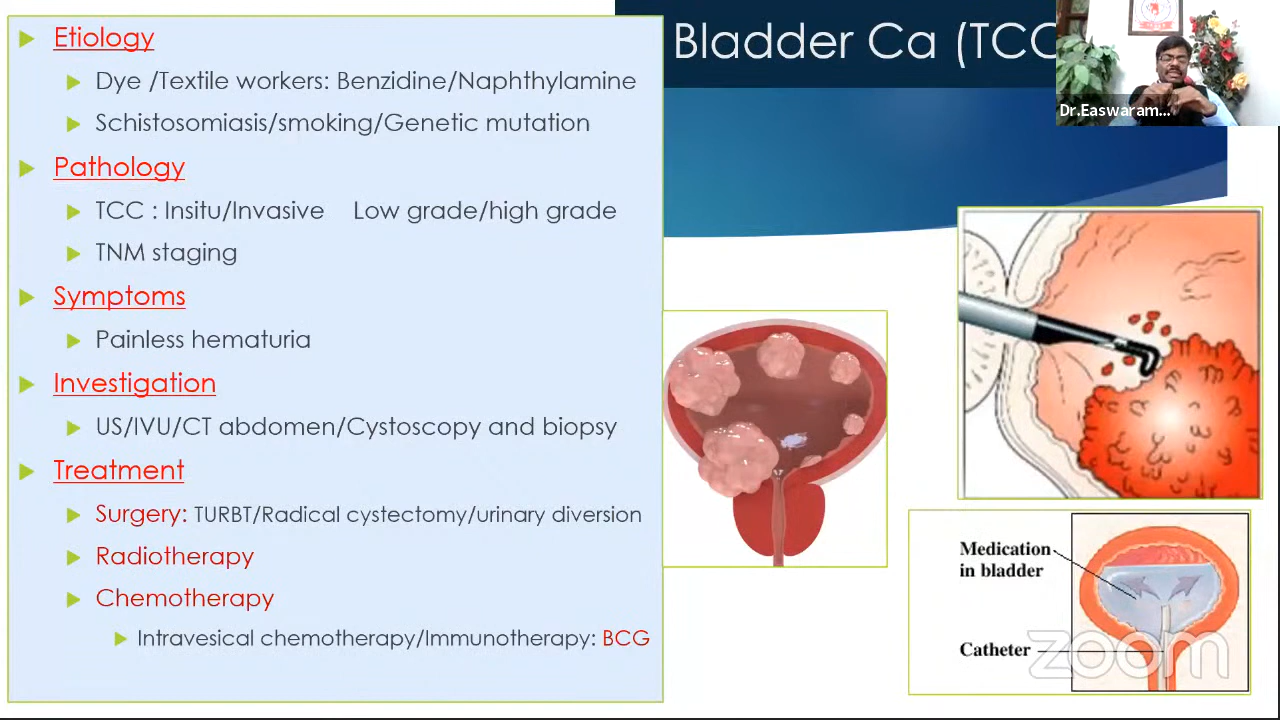 Bladder Ca (TCC
Dr.Easwaram...
Etiology
Dye /Textile workers: Benzidine/Naphthylamine
Schistosomiasis/smoking/Genetic mutation
Pathology
TCC : Insitu/Invasive Low grade/high grade
TNM staging
Symptoms
Painless hematuria
Investigation
US/IVU/CT abdomen/Cystoscopy and biopsy
Treatment
Surgery: TURBT/Radical cystectomy/urinary diversion
Radiotherapy
Chemotherapy
Intravesical chemotherapy/Immunotherapy: BCG
Medication
in bladder
Catheter
zoom